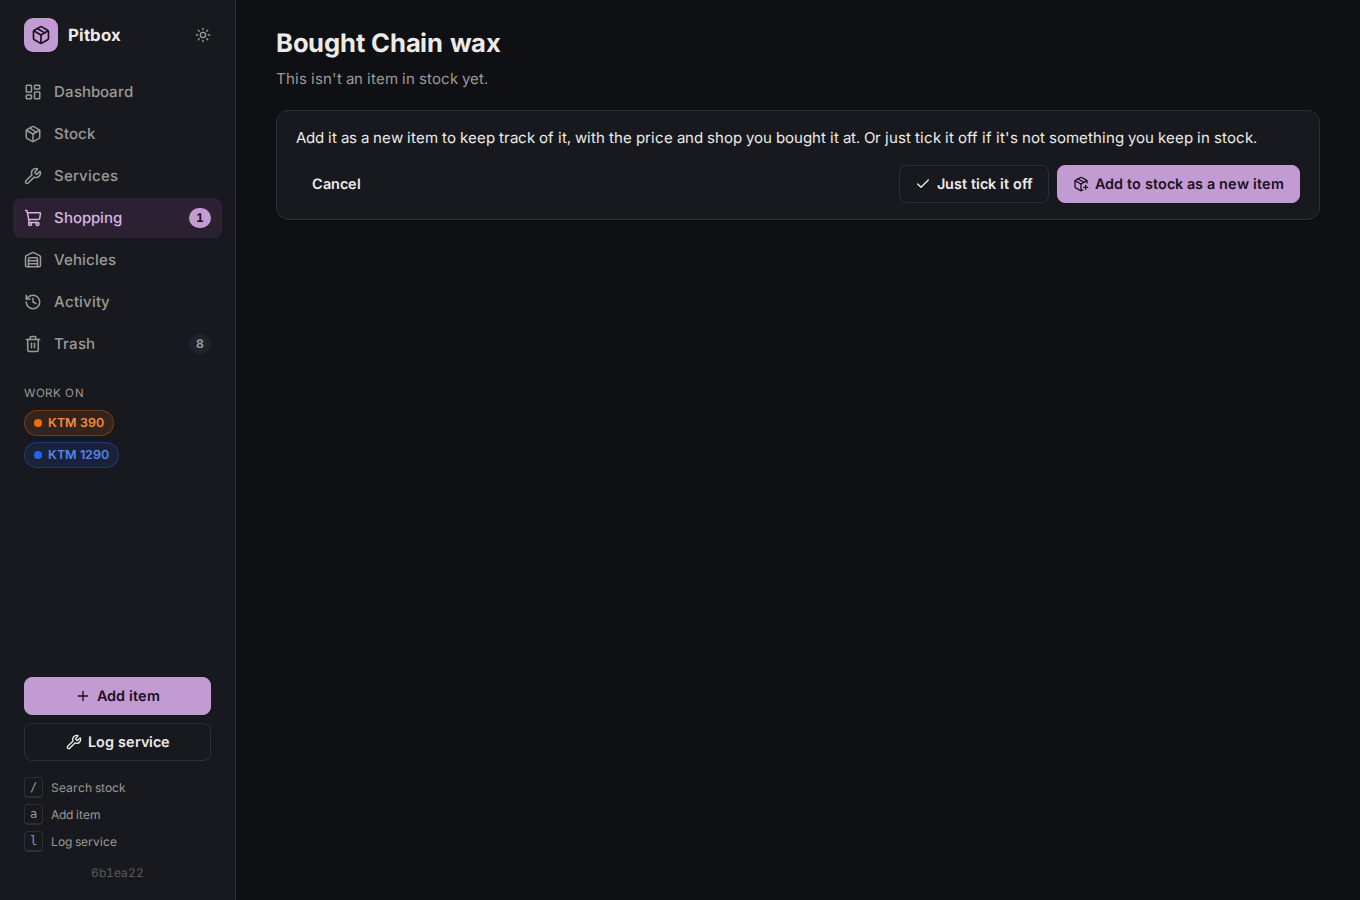 Pitbox
Dashboard
Stock
Services
Shopping 1
Vehicles
Activity
Trash 8
WORK ON
KTM 390
KTM 1290
Add item
Log service
/ Search stock
a Add item
l Log service
6b1ea22
Bought Chain wax
This isn't an item in stock yet.
Add it as a new item to keep track of it, with the price and shop you bought it at. Or just tick it off if it's not something you keep in stock.
Cancel
Just tick it off
Add to stock as a new item